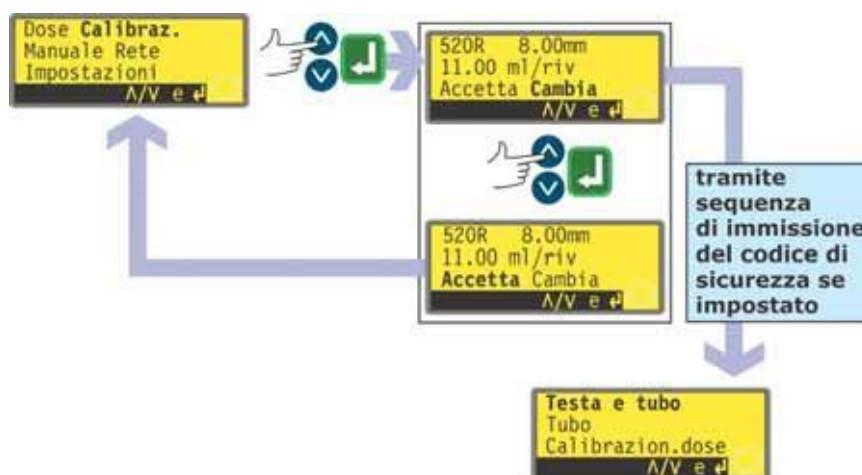 Dose Calibraz.
Manuale Rete
Impostazioni
Λ/V e ↲
520R 8.00mm
11.00 ml/riv
Accetta Cambia
Λ/V e ↲
520R 8.00mm
11.00 ml/riv
Accetta Cambia
Λ/V e ↲
tramite
sequenza
di immissione
del codice di
sicurezza se
impostato
Testa e tubo
Tubo
Calibrazion.dose
Λ/V e ↲